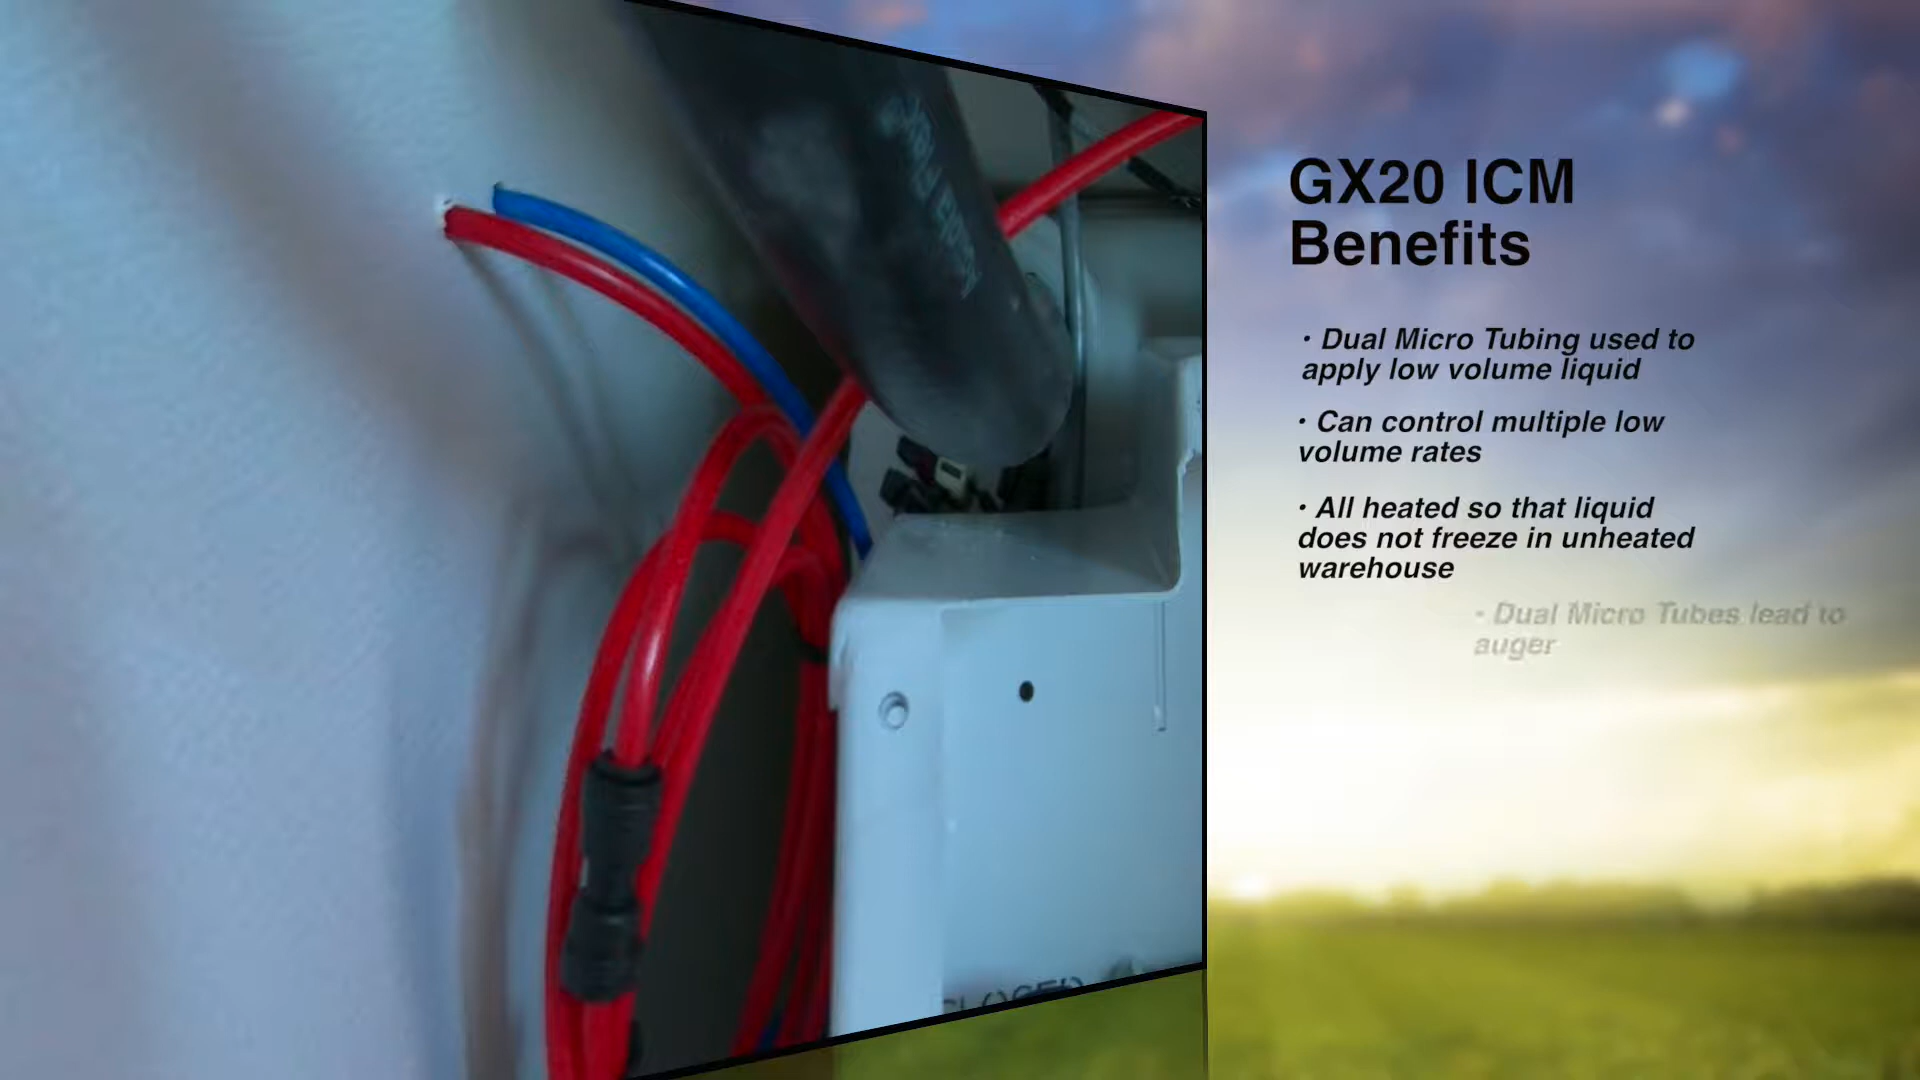 GX20 ICM
Benefits
· Dual Micro Tubing used to
apply low volume liquid
· Can control multiple low
volume rates
· All heated so that liquid
does not freeze in unheated
warehouse
- Dual Micro Tubes lead to
auger
CLOSED